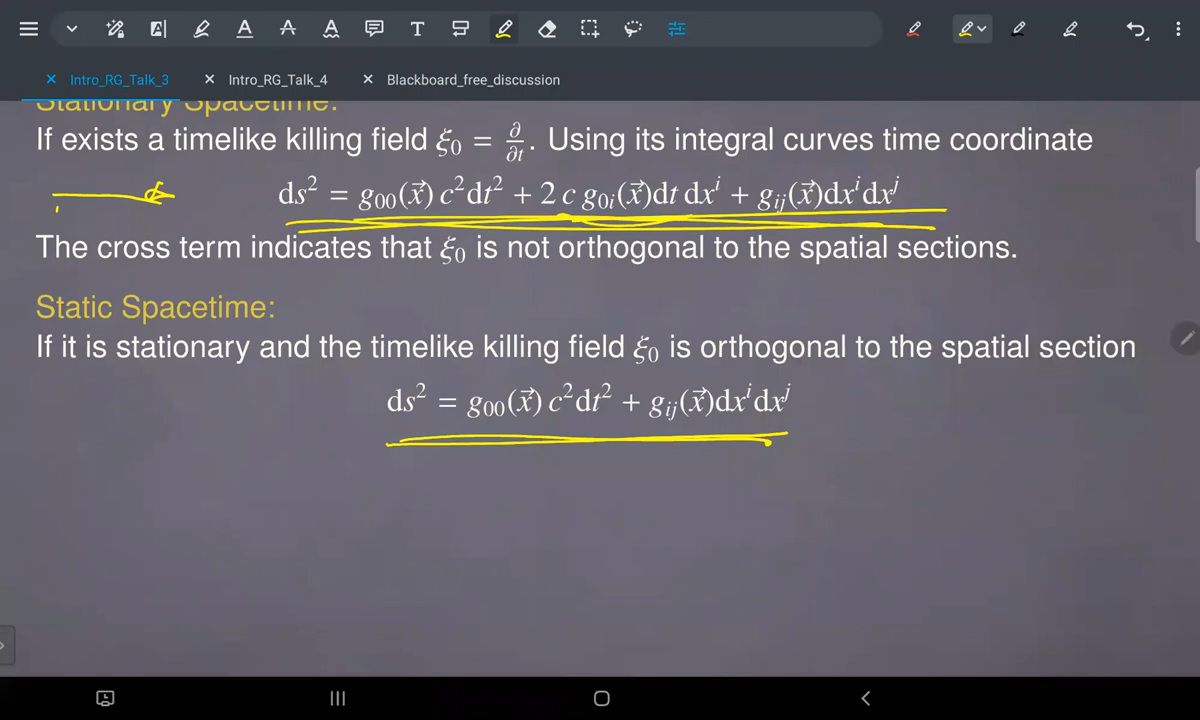 Intro_RG_Talk_3 Intro_RG_Talk_4 Blackboard_free_discussion
Stationary Spacetime:
If exists a timelike killing field ξ₀ = ∂/∂t. Using its integral curves time coordinate
ds² = g₀₀(x⃗) c²dt² + 2 c g₀ᵢ(x⃗)dt dxⁱ + gᵢⱼ(x⃗)dxⁱdxʲ
The cross term indicates that ξ₀ is not orthogonal to the spatial sections.
Static Spacetime:
If it is stationary and the timelike killing field ξ₀ is orthogonal to the spatial section
ds² = g₀₀(x⃗) c²dt² + gᵢⱼ(x⃗)dxⁱdxʲ